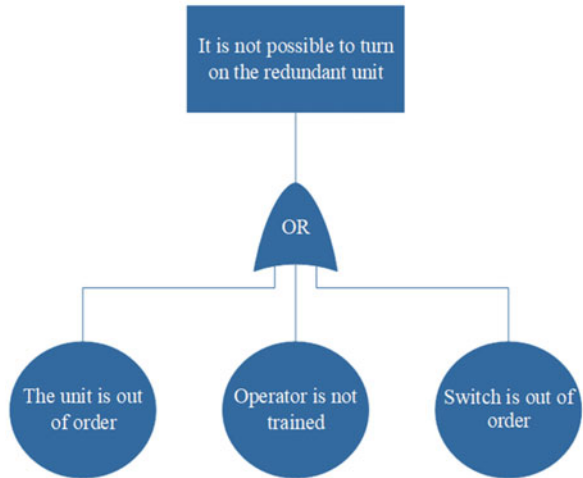 It is not possible to turn
on the redundant unit
OR
The unit is out
of order
Operator is not
trained
Switch is out of
order